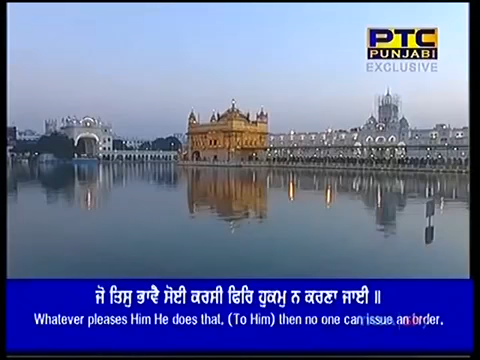 PTC
PUNJABI
EXCLUSIVE
ਜੋ ਤਿਸੁ ਭਾਵੈ ਸੋਈ ਕਰਸੀ ਫਿਰਿ ਹੁਕਮੁ ਨ ਕਰਣਾ ਜਾਈ ॥
Whatever pleases Him He does that, (To Him) then no one can issue an order.